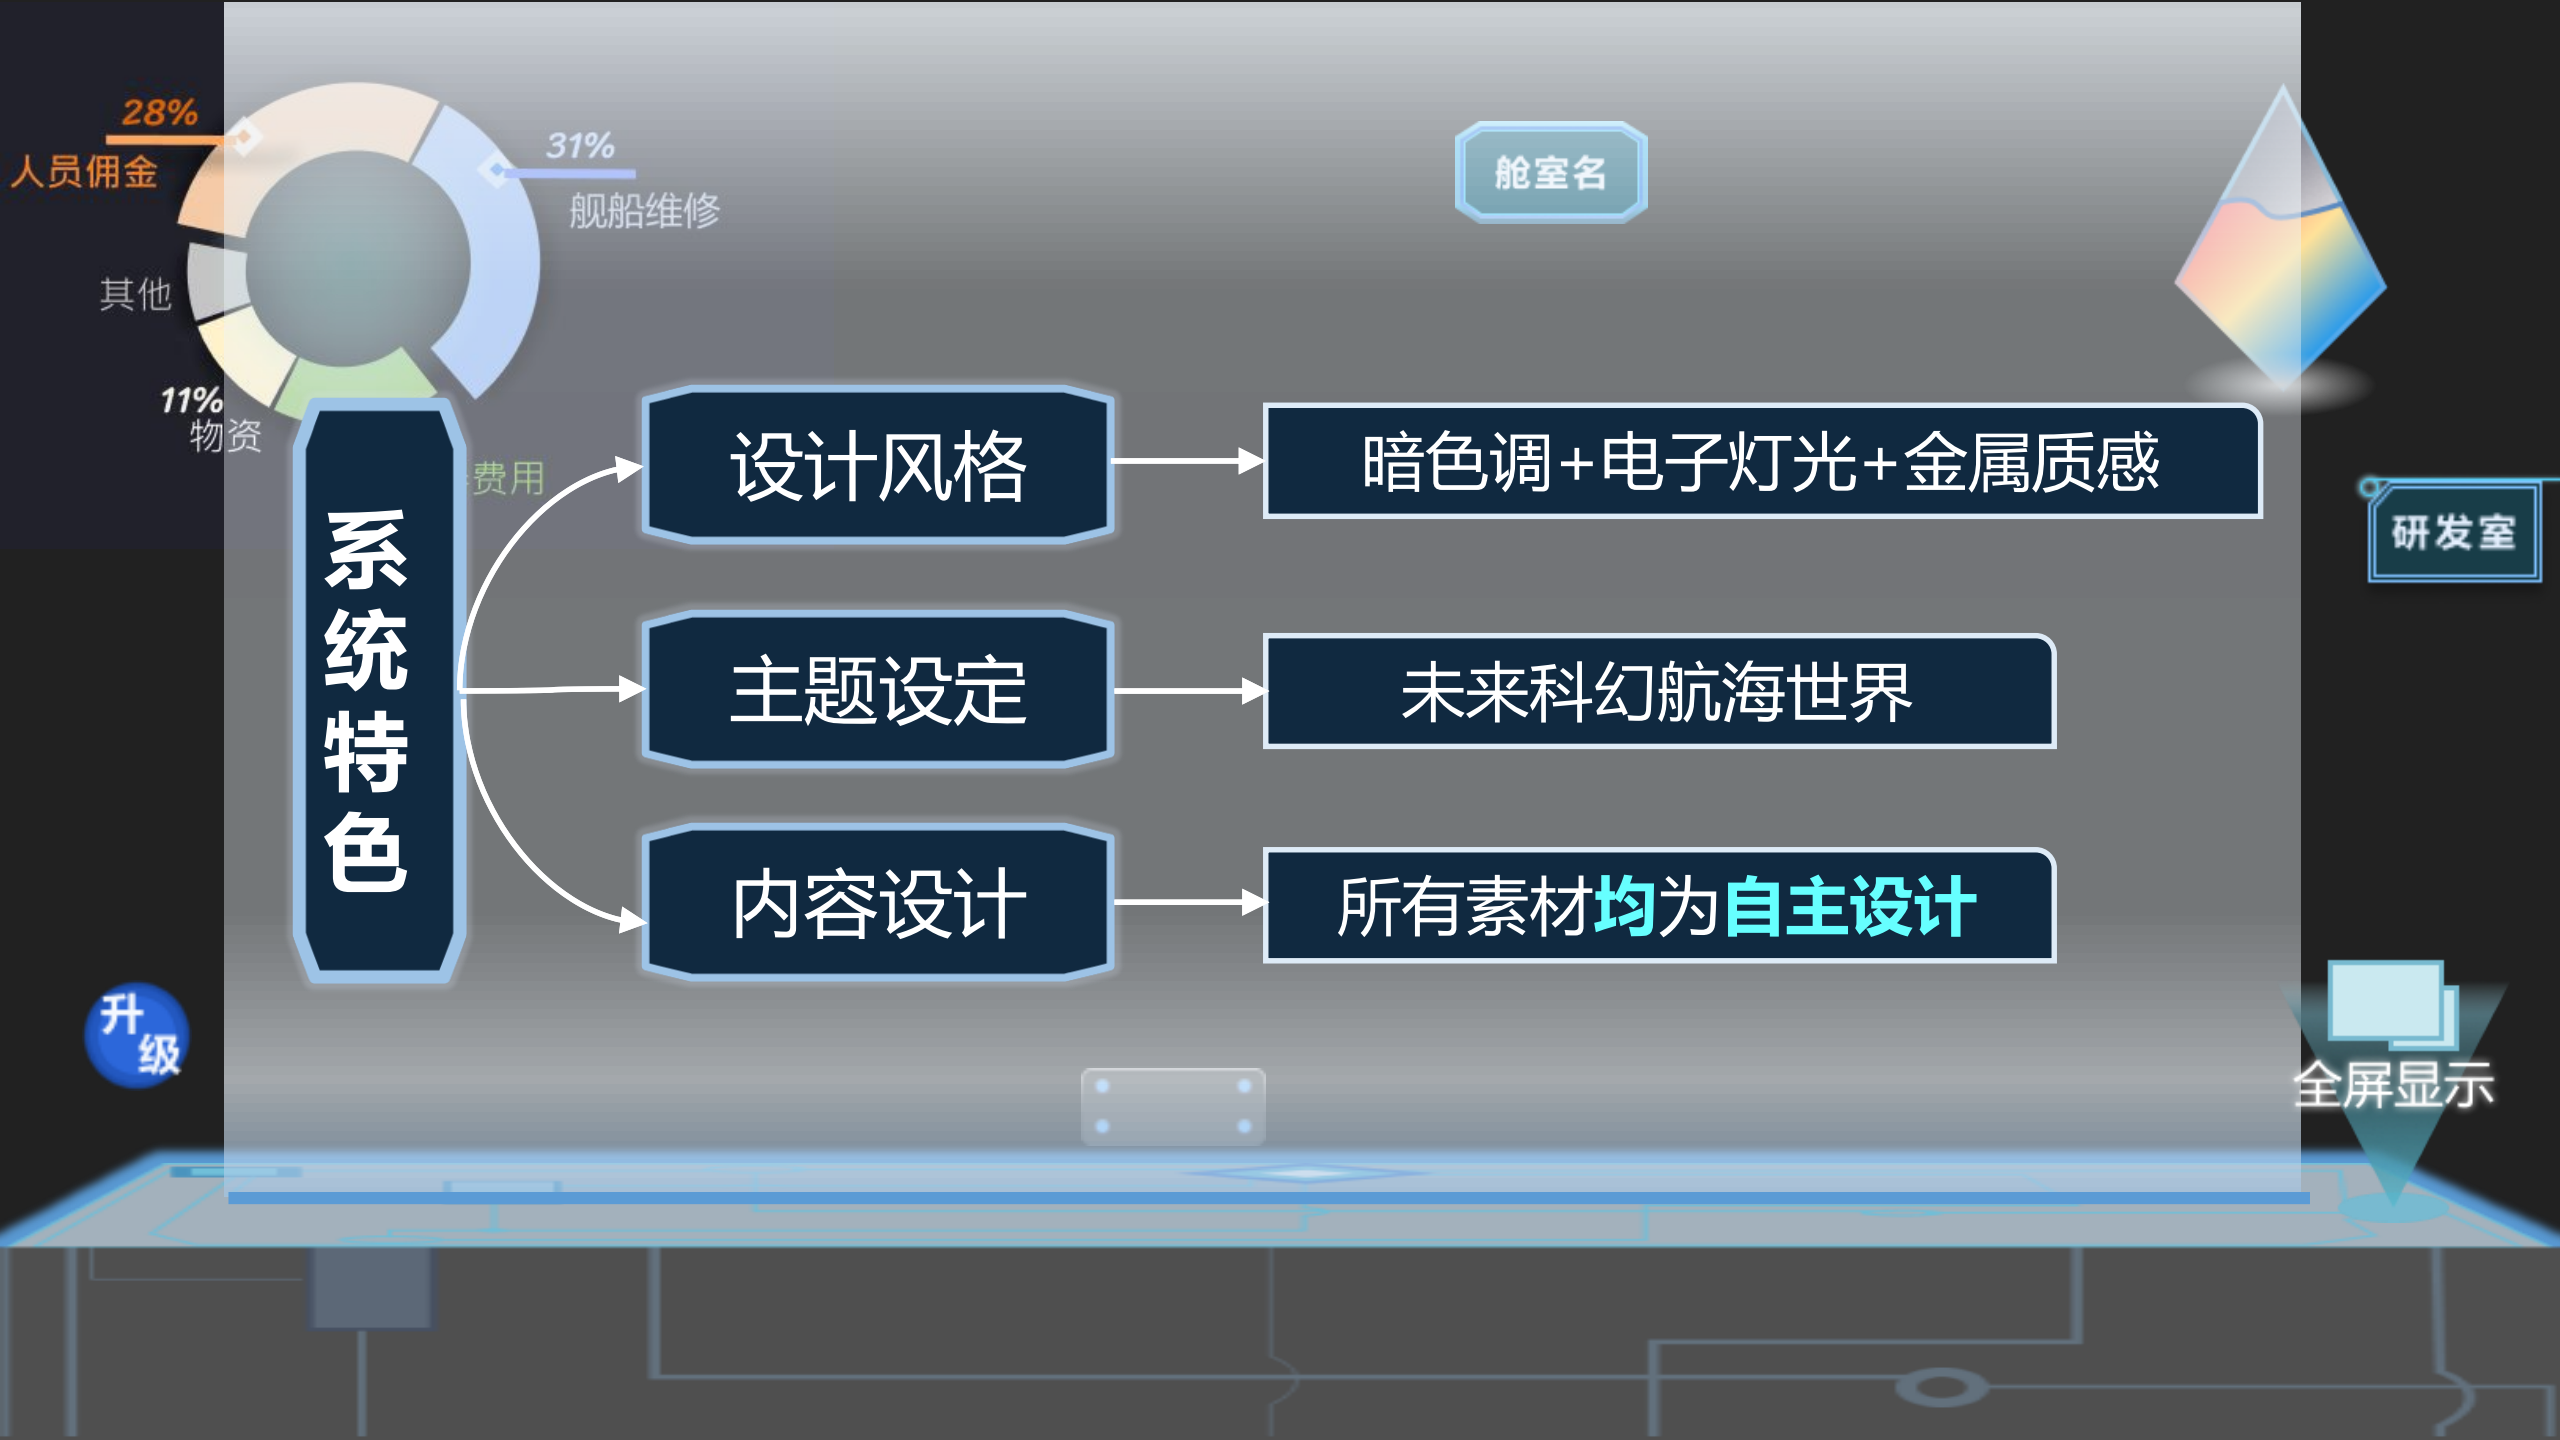 28%
人员佣金
31%
舰船维修
其他
11%
物资
费用
舱室名
研发室
系统特色
设计风格
暗色调+电子灯光+金属质感
主题设定
未来科幻航海世界
内容设计
所有素材均为自主设计
升级
全屏显示